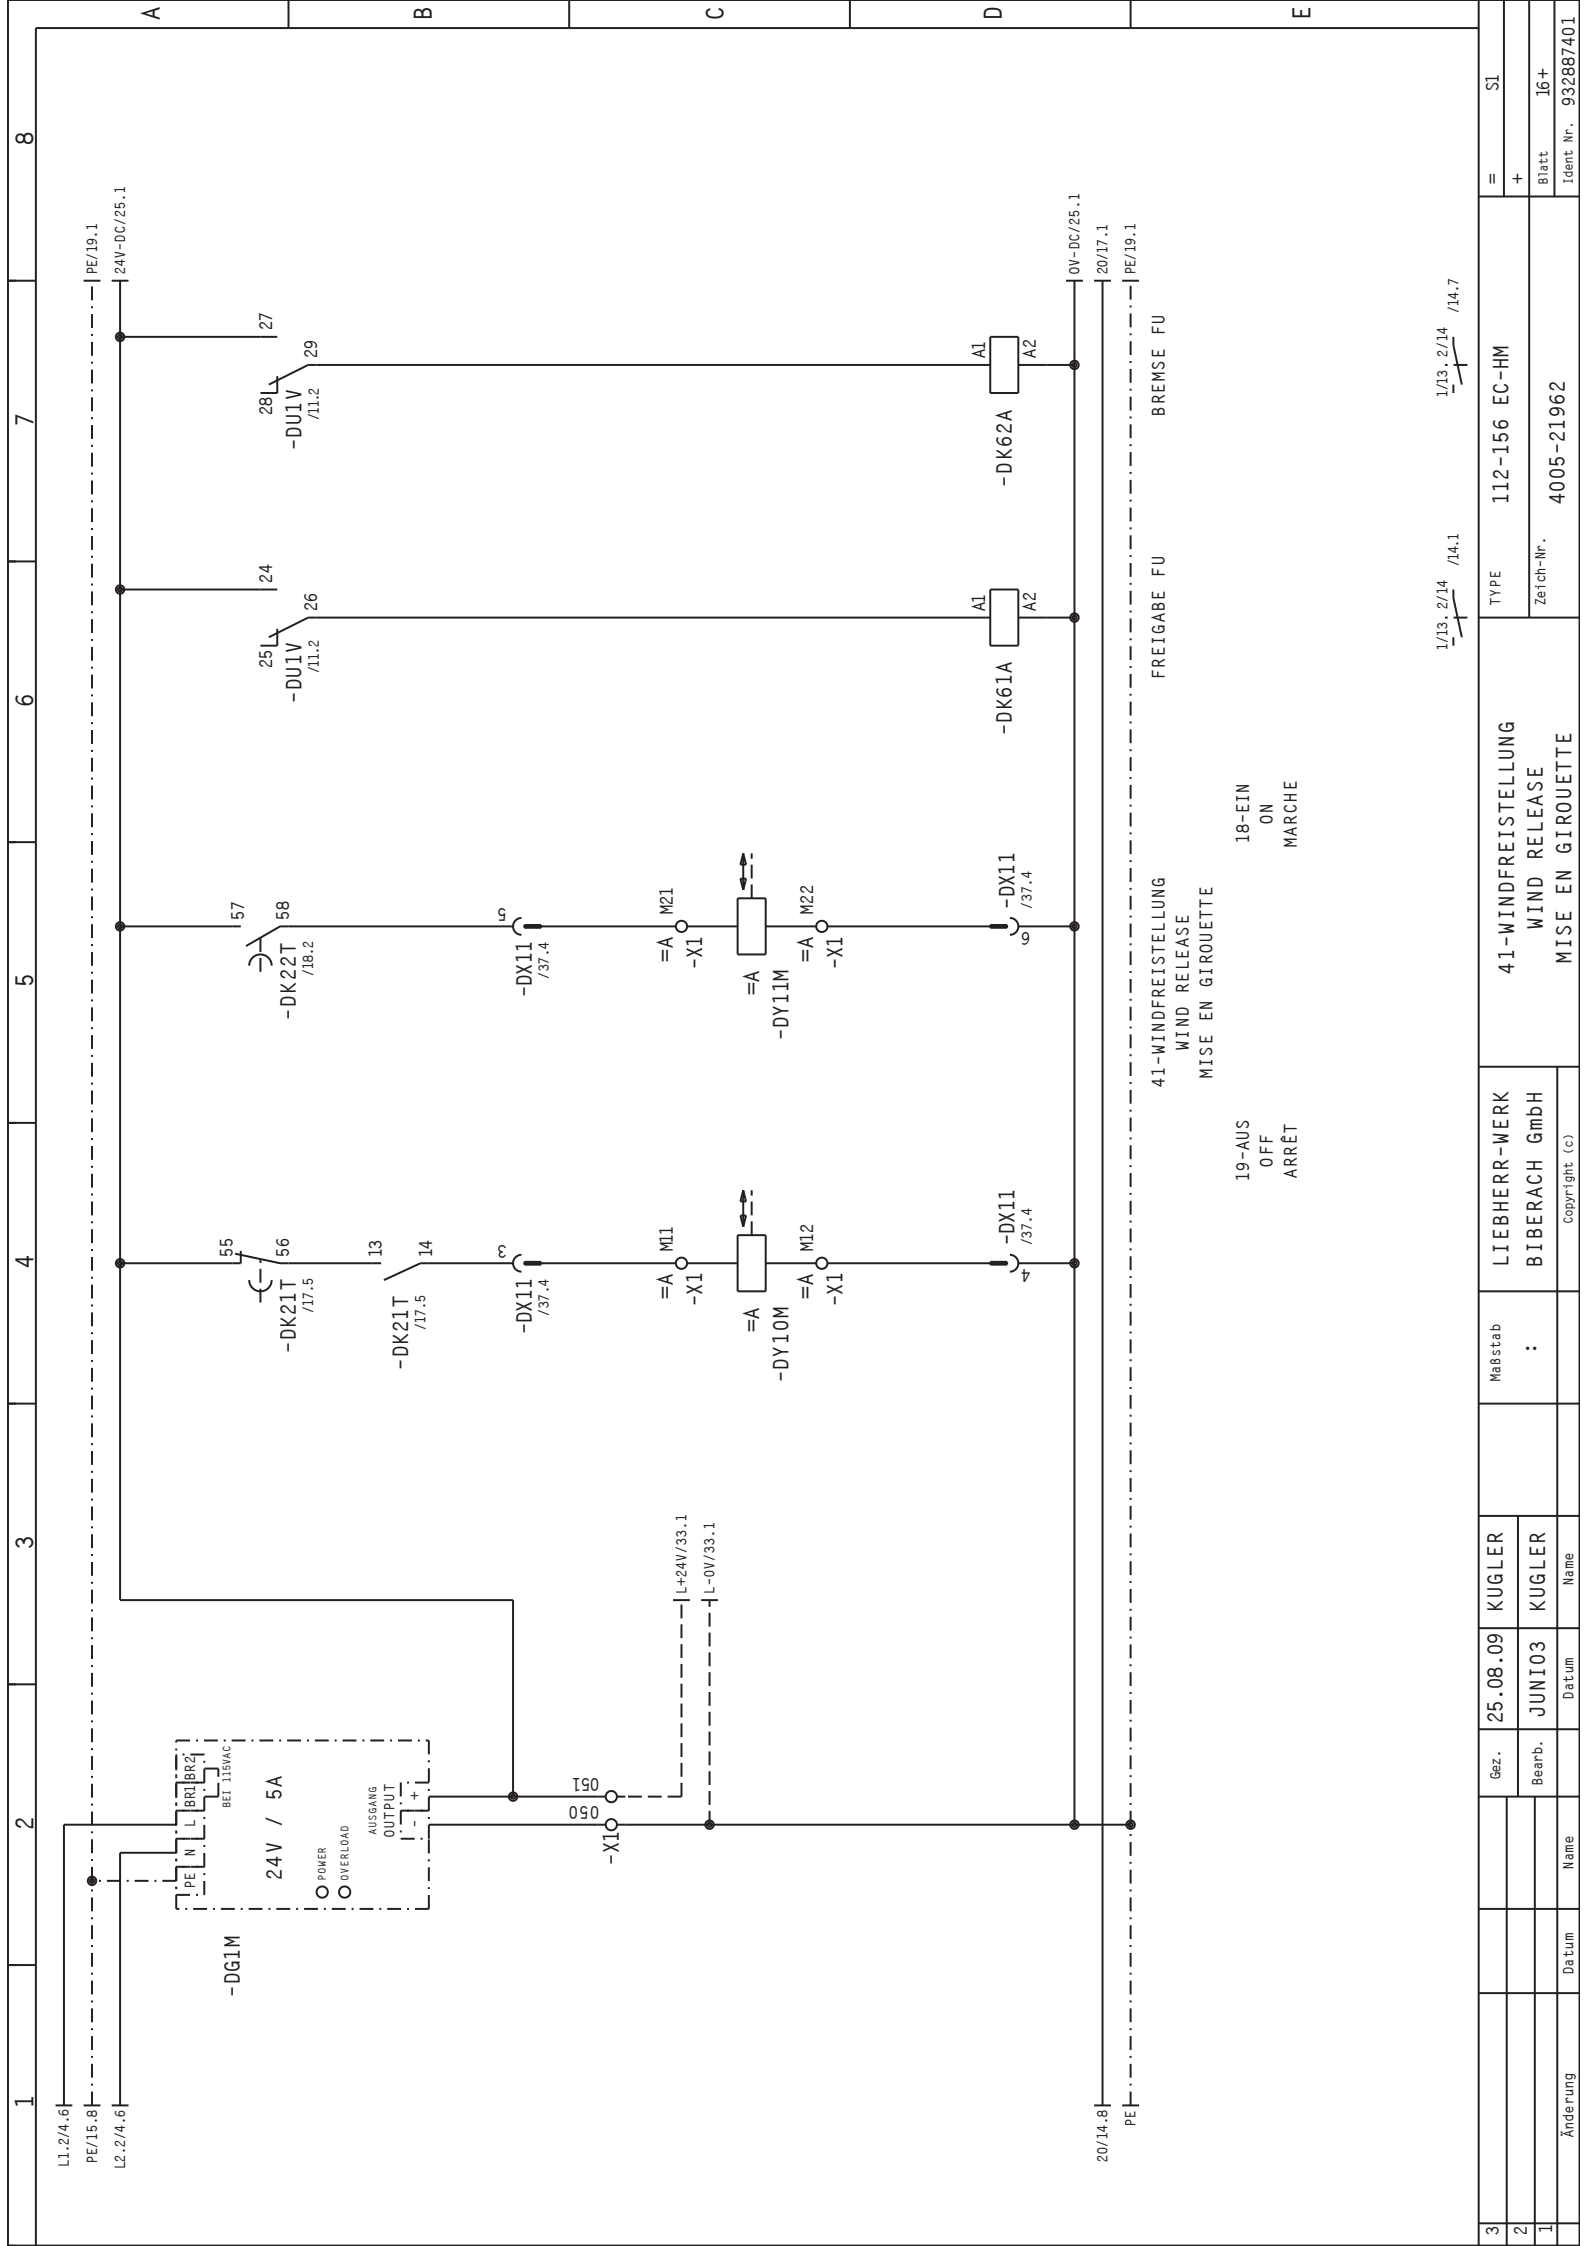 1
2
3
4
5
6
7
8
A
B
C
D
E
L1.2/4.6
PE/15.8
L2.2/4.6
PE/19.1
24V-DC/25.1
-DG1M
PE N L BR1 BR2
BEI 115VAC
24V / 5A
POWER
OVERLOAD
AUSGANG
OUTPUT
- +
-X1
050
051
L+24V/33.1
L-0V/33.1
55
56
-DK21T
/17.5
13
14
-DK21T
/17.5
3
-DX11
/37.4
=A
-X1
M11
=A
-DY10M
=A
-X1
M12
-DX11
/37.4
4
57
58
-DK22T
/18.2
5
-DX11
/37.4
=A
-X1
M21
=A
-DY11M
=A
-X1
M22
-DX11
/37.4
6
24
25
26
-DU1V
/11.2
A1
A2
-DK61A
27
28
29
-DU1V
/11.2
A1
A2
-DK62A
20/14.8
PE
0V-DC/25.1
20/17.1
PE/19.1
41-WINDFREISTELLUNG
WIND RELEASE
MISE EN GIROUETTE
FREIGABE FU
BREMSE FU
19-AUS
OFF
ARRÊT
18-EIN
ON
MARCHE
1/13.2/14 /14.1
1/13.2/14 /14.7
3
2
1
Änderung
Datum
Name
Gez.
25.08.09
KUGLER
Bearb.
JUNI03
KUGLER
Datum
Name
Maßstab
:
LIEBHERR-WERK
BIBERACH GmbH
Copyright (c)
41-WINDFREISTELLUNG
WIND RELEASE
MISE EN GIROUETTE
TYPE
112-156 EC-HM
Zeich-Nr.
4005-21962
= S1
+
Blatt 16+
Ident Nr. 932887401